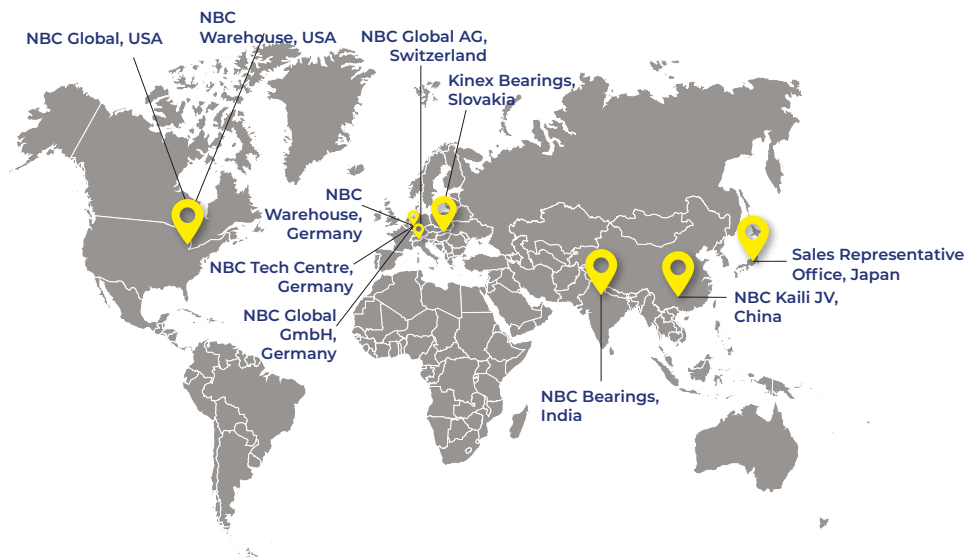 NBC
Warehouse, USA
NBC Global, USA
NBC Global AG,
Switzerland
Kinex Bearings,
Slovakia
NBC
Warehouse,
Germany
NBC Tech Centre,
Germany
NBC Global
GmbH,
Germany
Sales Representative
Office, Japan
NBC Kaili JV,
China
NBC Bearings,
India